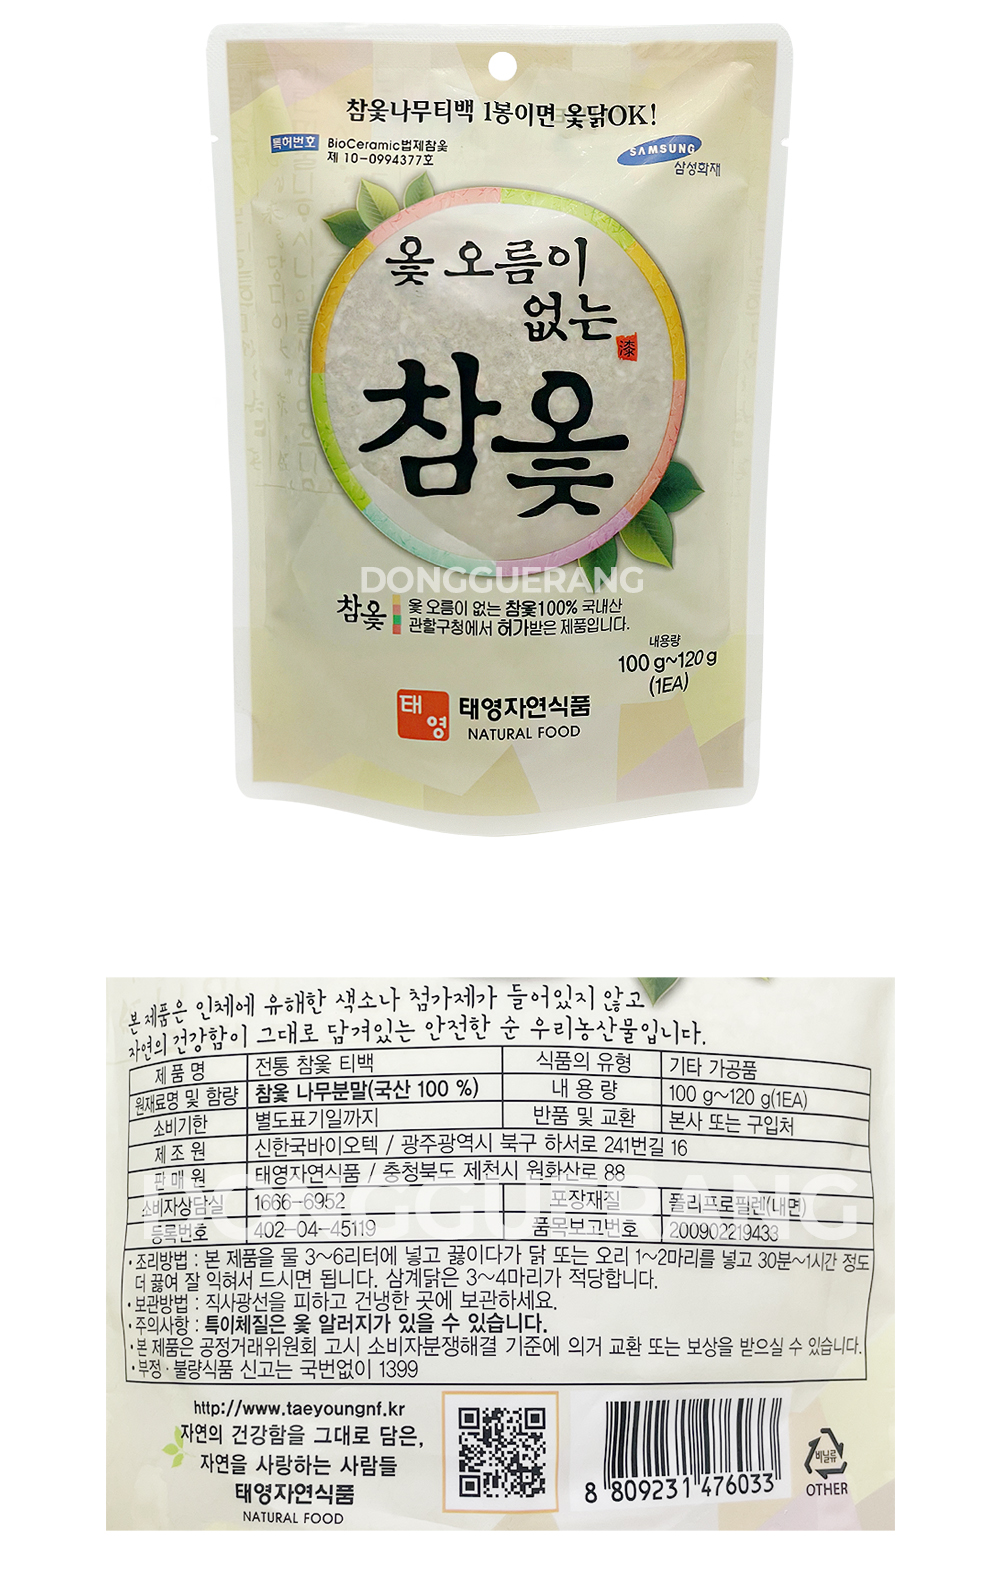 참옻나무티백 1봉이면 옻닭OK!
특허번호 BioCeramic법제참옻
제 10-0994377호
SAMSUNG
삼성화재
옻 오름이
없는
漆
참옻
DONGGUERANG
참옻 옻 오름이 없는 참옻100% 국내산
관할구청에서 허가받은 제품입니다.
내용량
100 g~120 g
(1EA)
태영 태영자연식품
NATURAL FOOD
본 제품은 인체에 유해한 색소나 첨가제가 들어있지 않고
자연의 건강함이 그대로 담겨있는 안전한 순 우리농산물입니다.
제 품 명 전통 참옻 티백 식품의 유형 기타 가공품
원재료명 및 함량 참옻 나무분말(국산 100 %) 내 용 량 100 g~120 g(1EA)
소비기한 별도표기일까지 반품 및 교환 본사 또는 구입처
제 조 원 신한국바이오텍 / 광주광역시 북구 하서로 241번길 16
판 매 원 태영자연식품 / 충청북도 제천시 원화산로 88
소비자상담실 1666-6952 포장재질 폴리프로필렌(내면)
등록번호 402-04-45119 품목보고번호 200902219433
DONGGUERANG
· 조리방법 : 본 제품을 물 3~6리터에 넣고 끓이다가 닭 또는 오리 1~2마리를 넣고 30분~1시간 정도
더 끓여 잘 익혀서 드시면 됩니다. 삼계닭은 3~4마리가 적당합니다.
· 보관방법 : 직사광선을 피하고 건냉한 곳에 보관하세요.
· 주의사항 : 특이체질은 옻 알러지가 있을 수 있습니다.
· 본 제품은 공정거래위원회 고시 소비자분쟁해결 기준에 의거 교환 또는 보상을 받으실 수 있습니다.
· 부정 · 불량식품 신고는 국번없이 1399
http://www.taeyoungnf.kr
자연의 건강함을 그대로 담은,
자연을 사랑하는 사람들
태영자연식품
NATURAL FOOD
8 809231 476033
비닐류
OTHER